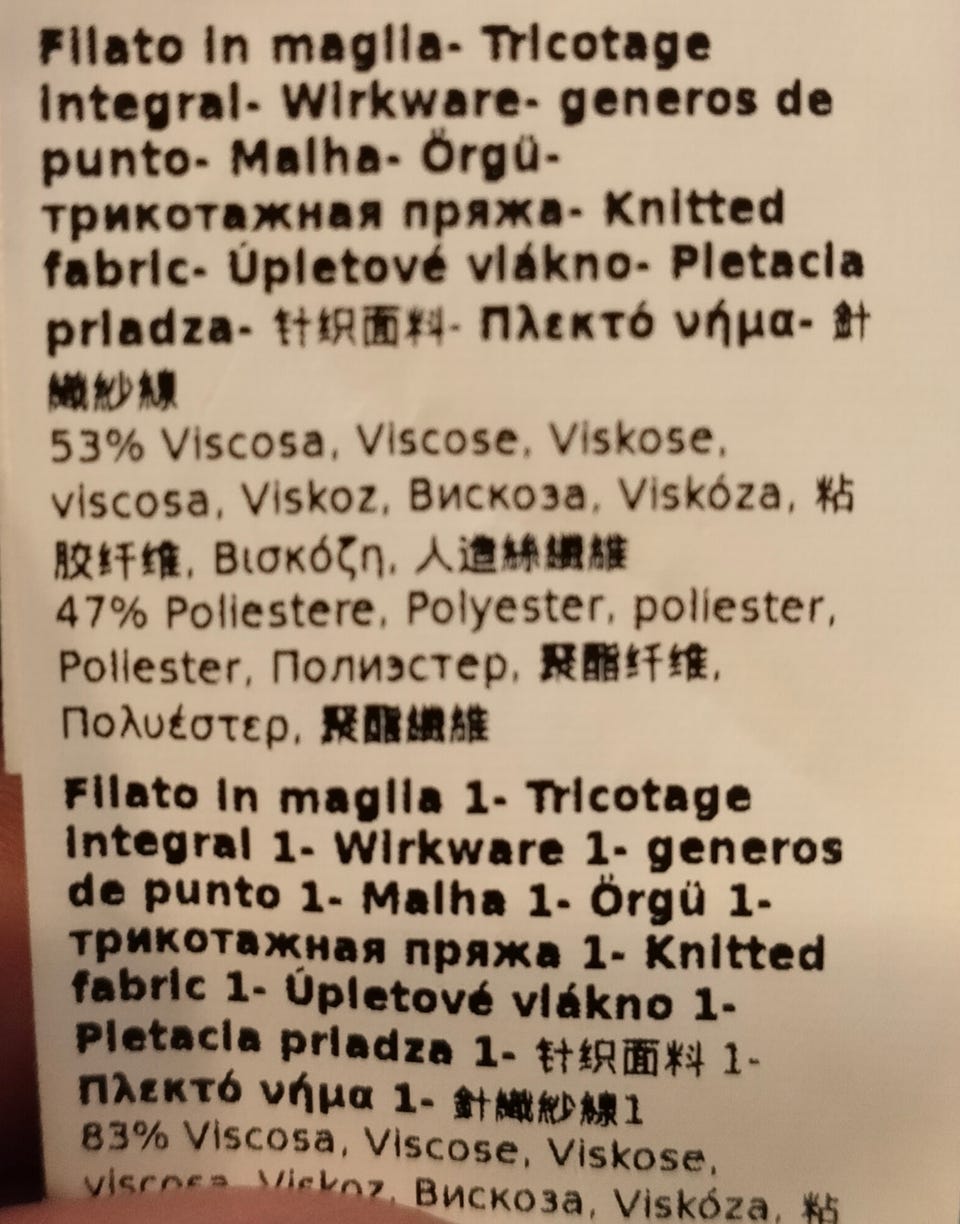 Filato in maglia- Tricotage
integral- Wirkware- generos de
punto- Malha- Örgü-
трикотажная пряжа- Knitted
fabric- Úpletové vlákno- Pletacia
priadza- 针织面料- Πλεκτό νήμα- 針
織紗線
53% Viscosa, Viscose, Viskose,
viscosa, Viskoz, Вискоза, Viskóza, 粘
胶纤维, Βισκόζη, 人造絲纖維
47% Poliestere, Polyester, poliester,
Poliester, Полиэстер, 聚酯纤维,
Πολυέστερ, 聚酯纖維
Filato in maglia 1- Tricotage
integral 1- Wirkware 1- generos
de punto 1- Malha 1- Örgü 1-
трикотажная пряжа 1- Knitted
fabric 1- Úpletové vlákno 1-
Pletacia priadza 1- 针织面料 1-
Πλεκτό νήμα 1- 針織紗線1
83% Viscosa, Viscose, Viskose,
viscosa, Viskoz, Вискоза, Viskóza, 粘